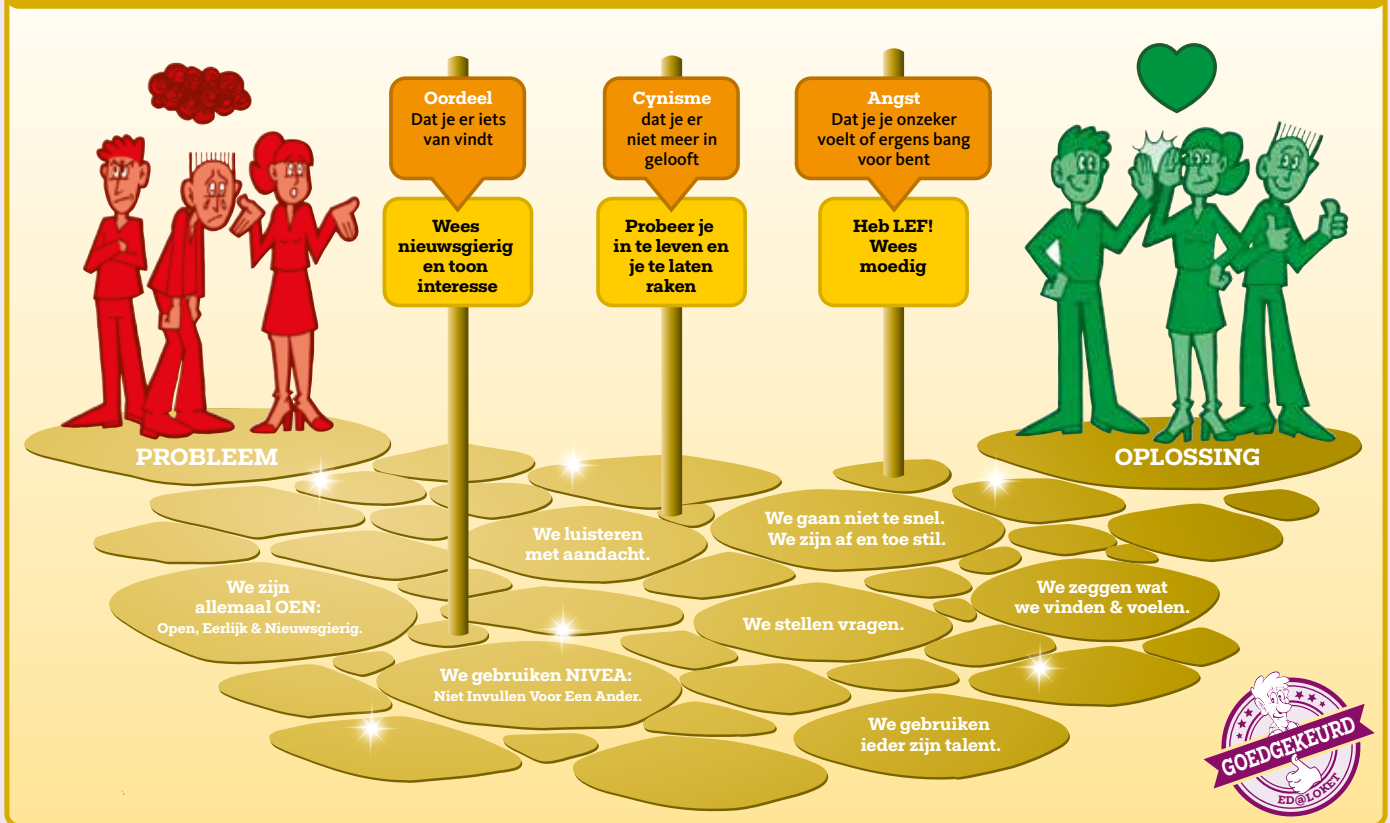 Oordeel
Dat je er iets
van vindt
Wees
nieuwsgierig
en toon
interesse
Cynisme
dat je er
niet meer in
gelooft
Probeer je
in te leven en
je te laten
raken
Angst
Dat je je onzeker
voelt of ergens bang
voor bent
Heb LEF!
Wees
moedig
PROBLEEM
OPLOSSING
We luisteren
met aandacht.
We gaan niet te snel.
We zijn af en toe stil.
We zijn
allemaal OEN:
Open, Eerlijk & Nieuwsgierig.
We stellen vragen.
We zeggen wat
we vinden & voelen.
We gebruiken NIVEA:
Niet Invullen Voor Een Ander.
We gebruiken
ieder zijn talent.
GOEDGEKEURD
ED@LOKET